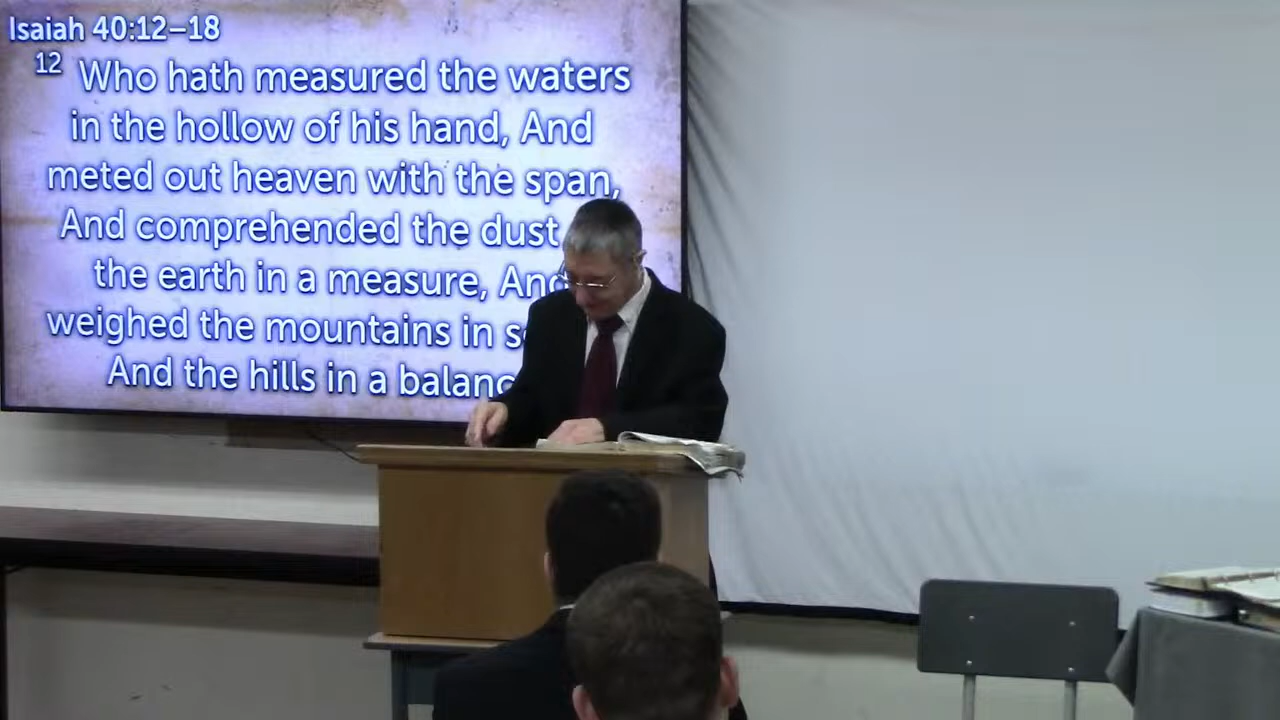 Isaiah 40:12–18
12 Who hath measured the waters
in the hollow of his hand, And
meted out heaven with the span,
And comprehended the dust
the earth in a measure, And
weighed the mountains in
And the hills in a